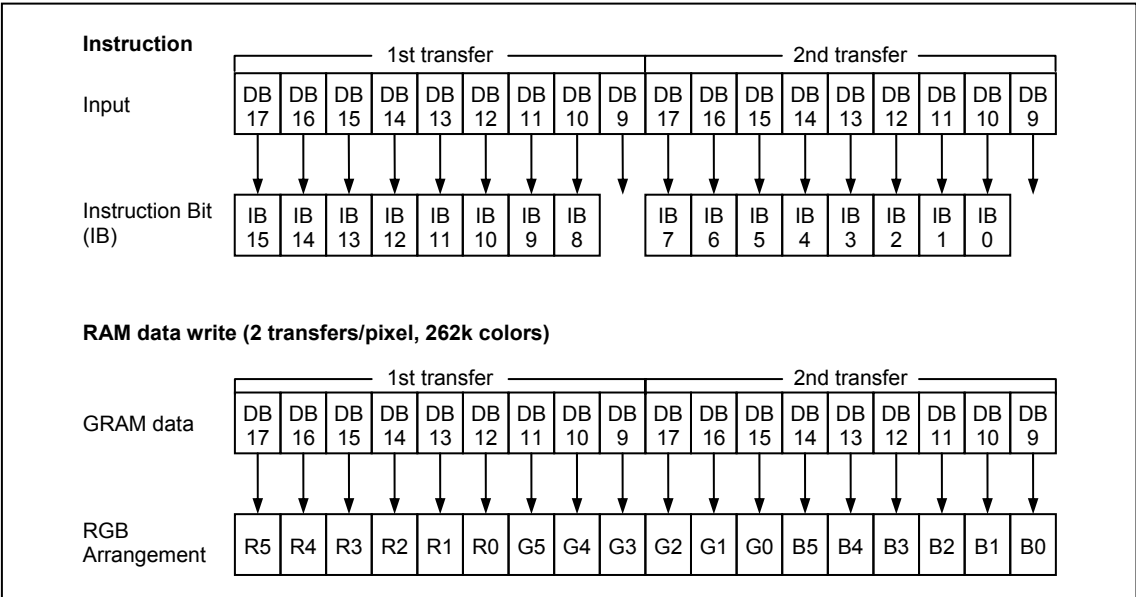 Instruction
1st transfer 2nd transfer
Input DB 17 DB 16 DB 15 DB 14 DB 13 DB 12 DB 11 DB 10 DB 9 DB 17 DB 16 DB 15 DB 14 DB 13 DB 12 DB 11 DB 10 DB 9
Instruction Bit (IB) IB 15 IB 14 IB 13 IB 12 IB 11 IB 10 IB 9 IB 8 IB 7 IB 6 IB 5 IB 4 IB 3 IB 2 IB 1 IB 0
RAM data write (2 transfers/pixel, 262k colors)
1st transfer 2nd transfer
GRAM data DB 17 DB 16 DB 15 DB 14 DB 13 DB 12 DB 11 DB 10 DB 9 DB 17 DB 16 DB 15 DB 14 DB 13 DB 12 DB 11 DB 10 DB 9
RGB Arrangement R5 R4 R3 R2 R1 R0 G5 G4 G3 G2 G1 G0 B5 B4 B3 B2 B1 B0